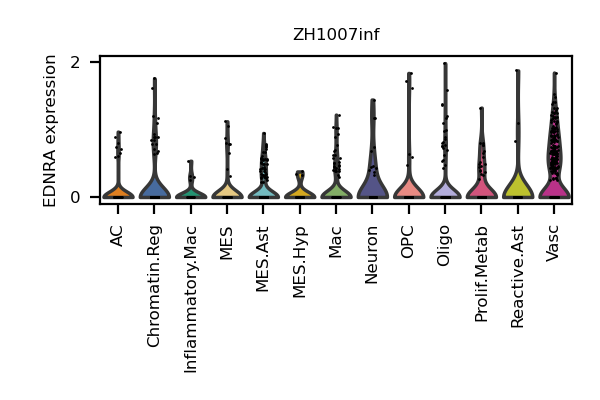 ZH1007inf
EDNRA expression
2
0
AC
Chromatin.Reg
Inflammatory.Mac
MES
MES.Ast
MES.Hyp
Mac
Neuron
OPC
Oligo
Prolif.Metab
Reactive.Ast
Vasc